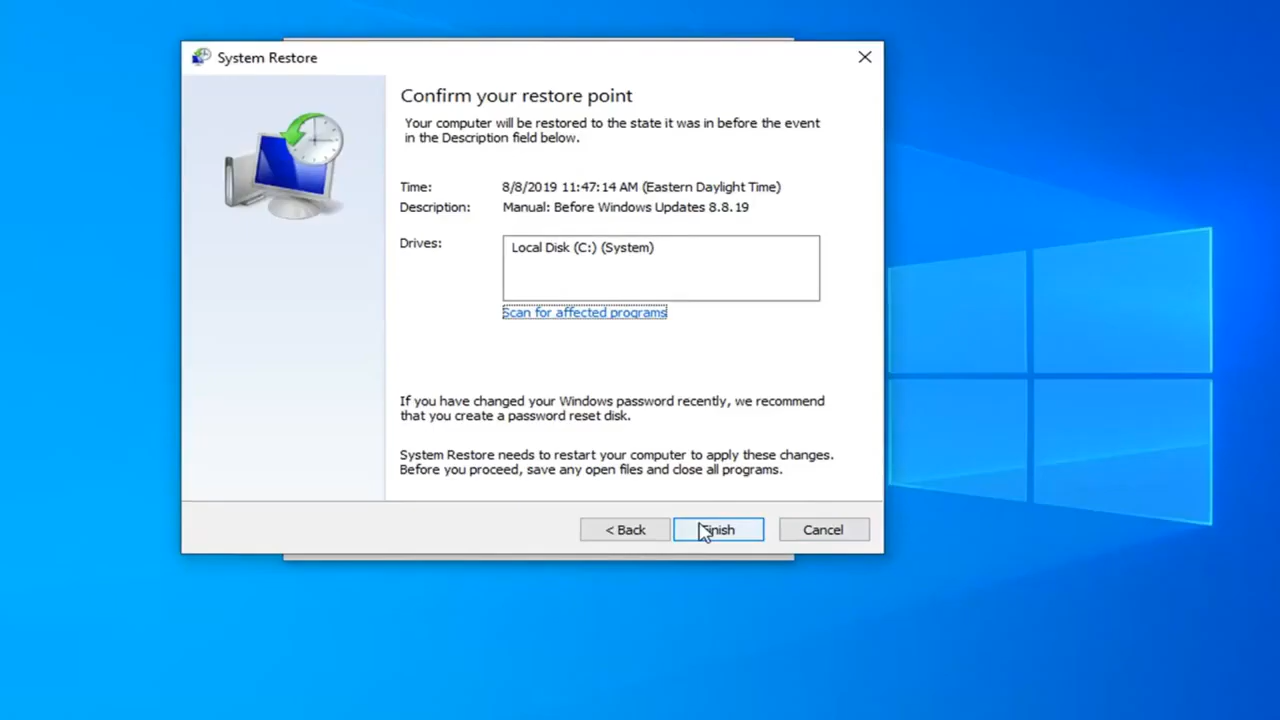 System Restore
Confirm your restore point
Your computer will be restored to the state it was in before the event
in the Description field below.
Time: 8/8/2019 11:47:14 AM (Eastern Daylight Time)
Description: Manual: Before Windows Updates 8.8.19
Drives: Local Disk (C:) (System)
Scan for affected programs
If you have changed your Windows password recently, we recommend
that you create a password reset disk.
System Restore needs to restart your computer to apply these changes.
Before you proceed, save any open files and close all programs.
< Back Finish Cancel